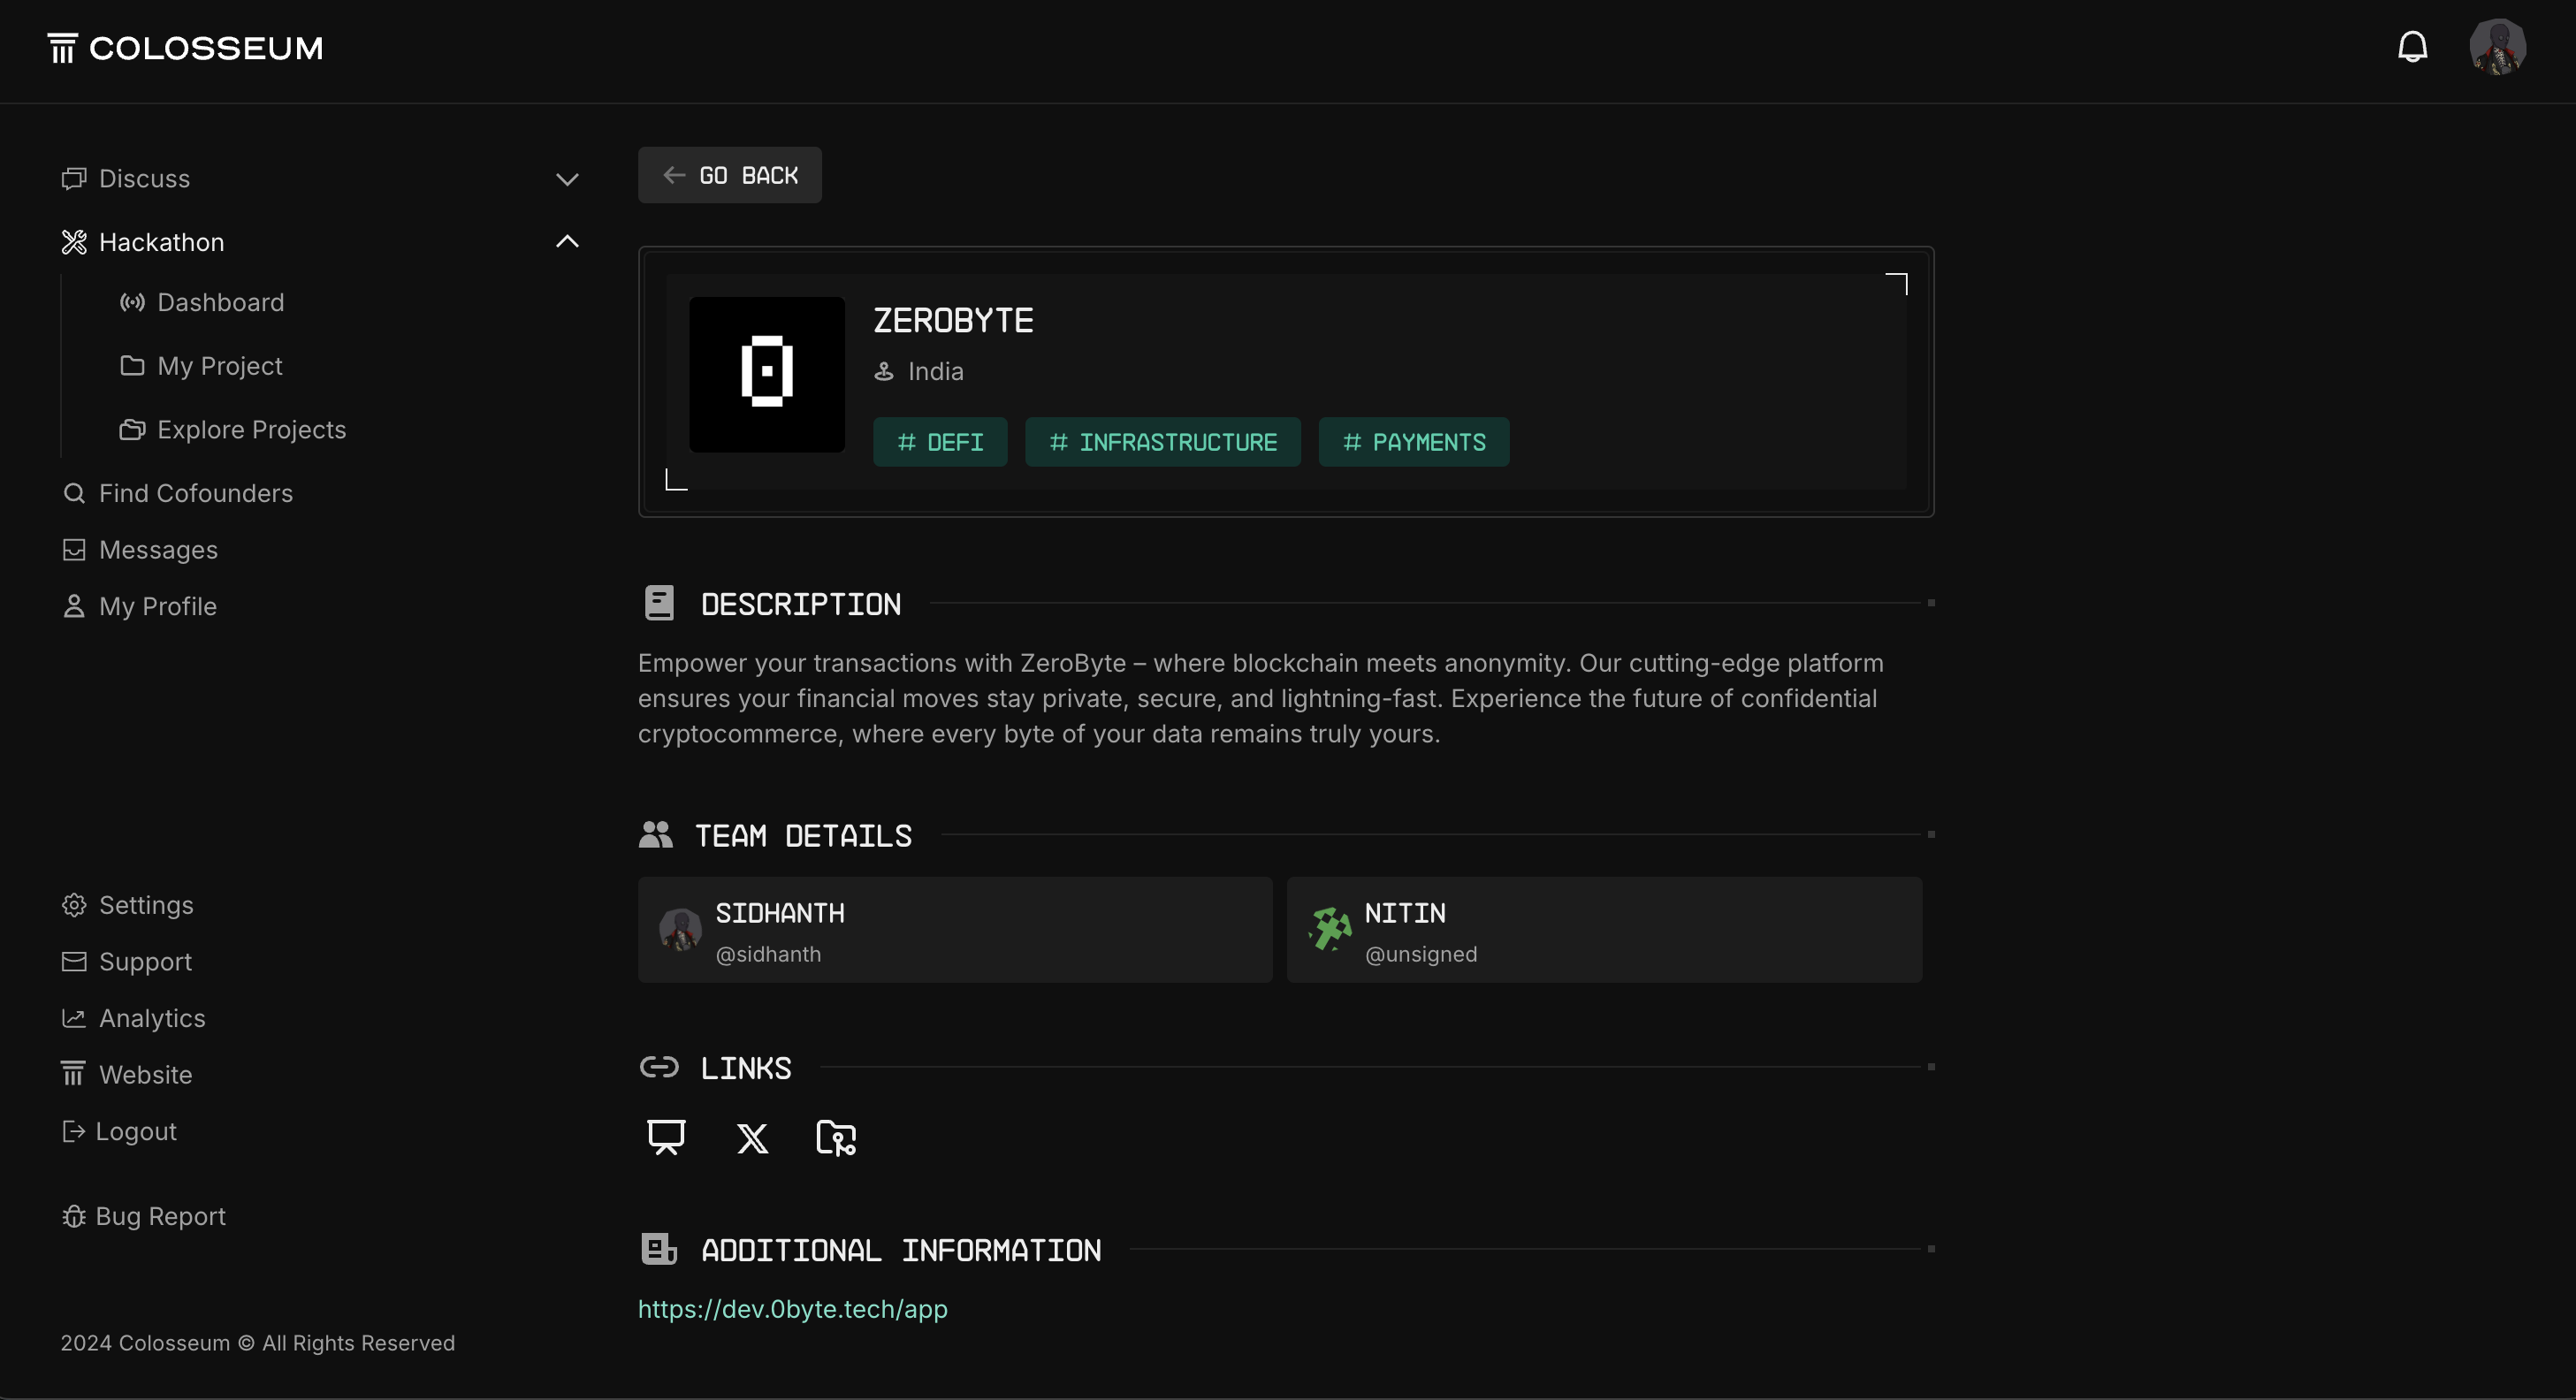 COLOSSEUM
Discuss
Hackathon
Dashboard
My Project
Explore Projects
Find Cofounders
Messages
My Profile
Settings
Support
Analytics
Website
Logout
Bug Report
2024 Colosseum © All Rights Reserved
GO BACK
0
ZEROBYTE
India
# DEFI # INFRASTRUCTURE # PAYMENTS
DESCRIPTION
Empower your transactions with ZeroByte – where blockchain meets anonymity. Our cutting-edge platform
ensures your financial moves stay private, secure, and lightning-fast. Experience the future of confidential
cryptocommerce, where every byte of your data remains truly yours.
TEAM DETAILS
SIDHANTH
@sidhanth
NITIN
@unsigned
LINKS
ADDITIONAL INFORMATION
https://dev.0byte.tech/app